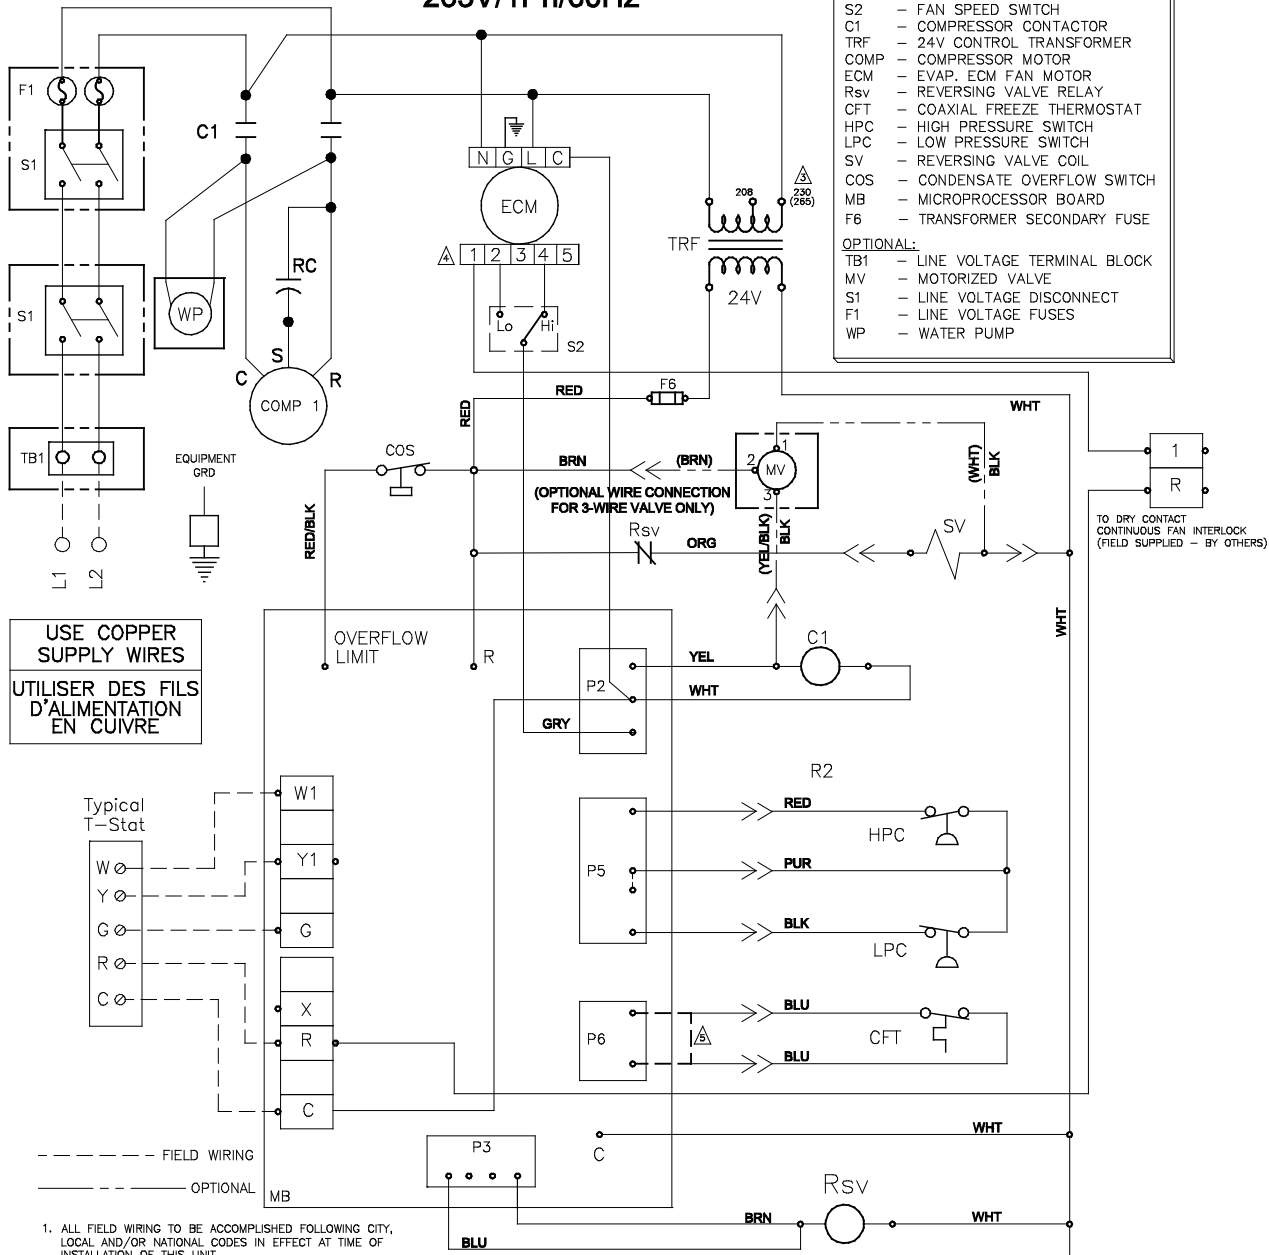 265V/1Ph/60Hz
S2 – FAN SPEED SWITCH
C1 – COMPRESSOR CONTACTOR
TRF – 24V CONTROL TRANSFORMER
COMP – COMPRESSOR MOTOR
ECM – EVAP. ECM FAN MOTOR
Rsv – REVERSING VALVE RELAY
CFT – COAXIAL FREEZE THERMOSTAT
HPC – HIGH PRESSURE SWITCH
LPC – LOW PRESSURE SWITCH
SV – REVERSING VALVE COIL
COS – CONDENSATE OVERFLOW SWITCH
MB – MICROPROCESSOR BOARD
F6 – TRANSFORMER SECONDARY FUSE
OPTIONAL:
TB1 – LINE VOLTAGE TERMINAL BLOCK
MV – MOTORIZED VALVE
S1 – LINE VOLTAGE DISCONNECT
F1 – LINE VOLTAGE FUSES
WP – WATER PUMP
F1
S1
C1
N G L C
ECM
4
1 2 3 4 5
208
3
230
(265)
TRF
24V
RC
WP
S1
Lo
Hi
S2
S
C
R
COMP 1
RED
F6
RED
WHT
TB1
EQUIPMENT
GRD
COS
BRN
(BRN)
2
1
MV
3
(WHT)
BLK
1
R
(OPTIONAL WIRE CONNECTION
FOR 3-WIRE VALVE ONLY)
RED/BLK
Rsv
ORG
(YEL/BLK)
BLK
SV
TO DRY CONTACT
CONTINUOUS FAN INTERLOCK
(FIELD SUPPLIED – BY OTHERS)
L1
L2
WHT
USE COPPER
SUPPLY WIRES
UTILISER DES FILS
D'ALIMENTATION
EN CUIVRE
OVERFLOW
LIMIT
R
P2
YEL
C1
WHT
GRY
R2
Typical
T–Stat
W1
RED
HPC
W
Y1
P5
PUR
Y
G
G
BLK
LPC
R
C
X
BLU
R
P6
5
CFT
BLU
C
P3
C
WHT
FIELD WIRING
OPTIONAL
MB
Rsv
BRN
WHT
BLU
1. ALL FIELD WIRING TO BE ACCOMPLISHED FOLLOWING CITY,
LOCAL AND/OR NATIONAL CODES IN EFFECT AT TIME OF
INSTALLATION OF THIS UNIT